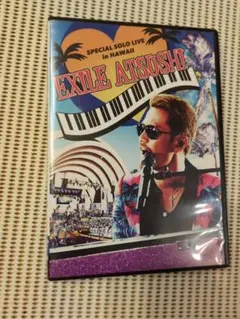 SPECIAL SOLO LIVE
in HAWAII
EXILE ATSUSHI